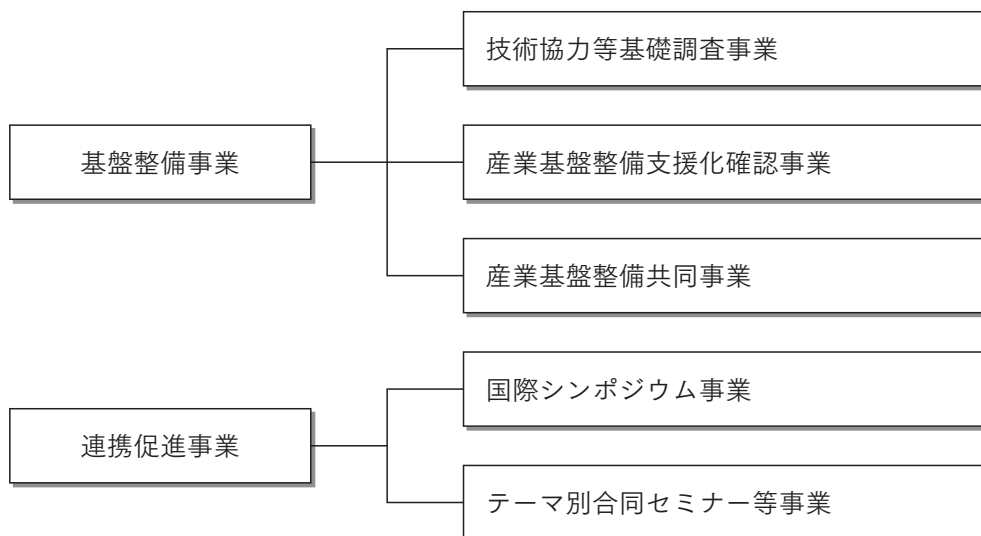 基盤整備事業
技術協力等基礎調査事業
産業基盤整備支援化確認事業
産業基盤整備共同事業
連携促進事業
国際シンポジウム事業
テーマ別合同セミナー等事業